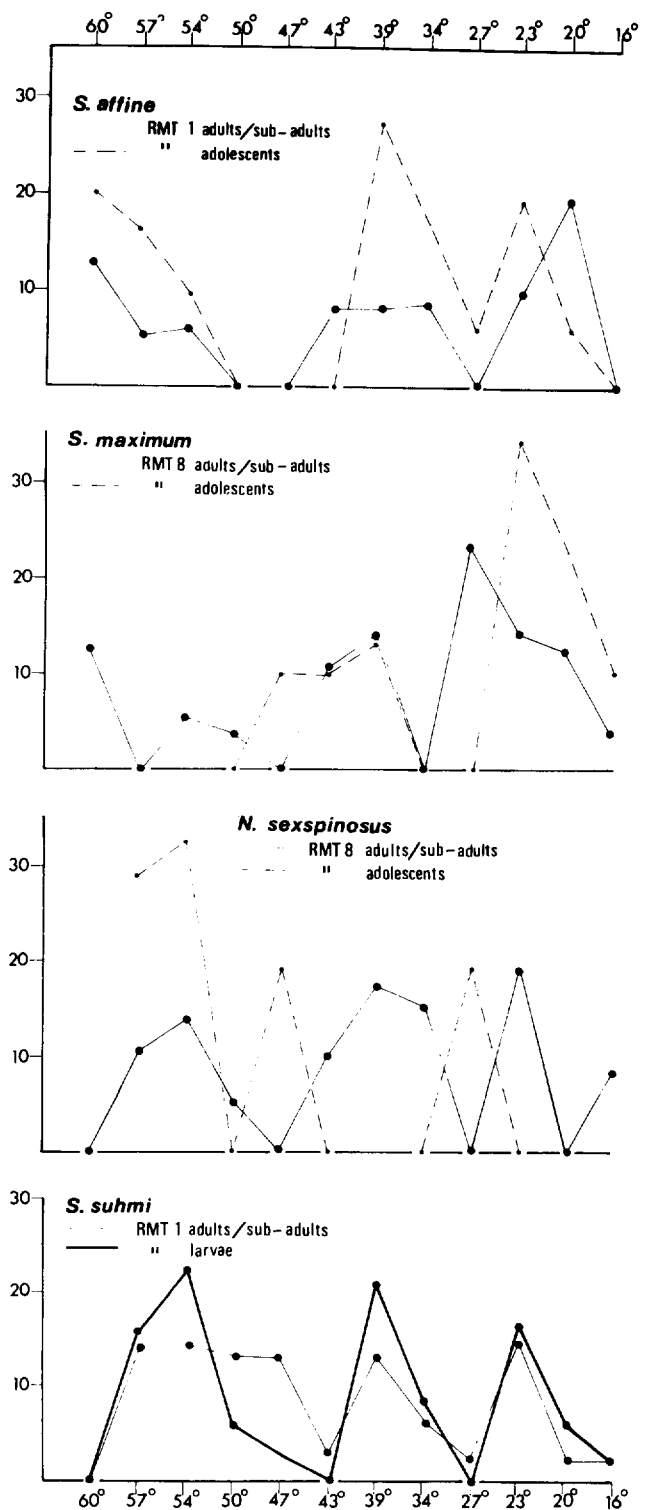 60° 57° 54° 50° 47° 43° 39° 34° 27° 23° 20° 16°
30
S. affine
RMT 1 adults/sub-adults
" adolescents
20
10
S. maximum
RMT 8 adults/sub-adults
30
" adolescents
20
10
N. sexspinosus
30
RMT 8 adults/sub-adults
" adolescents
20
10
30
S. suhmi
RMT 1 adults/sub-adults
" larvae
20
10
60° 57° 54° 50° 47° 43° 39° 34° 27° 23° 20° 16°